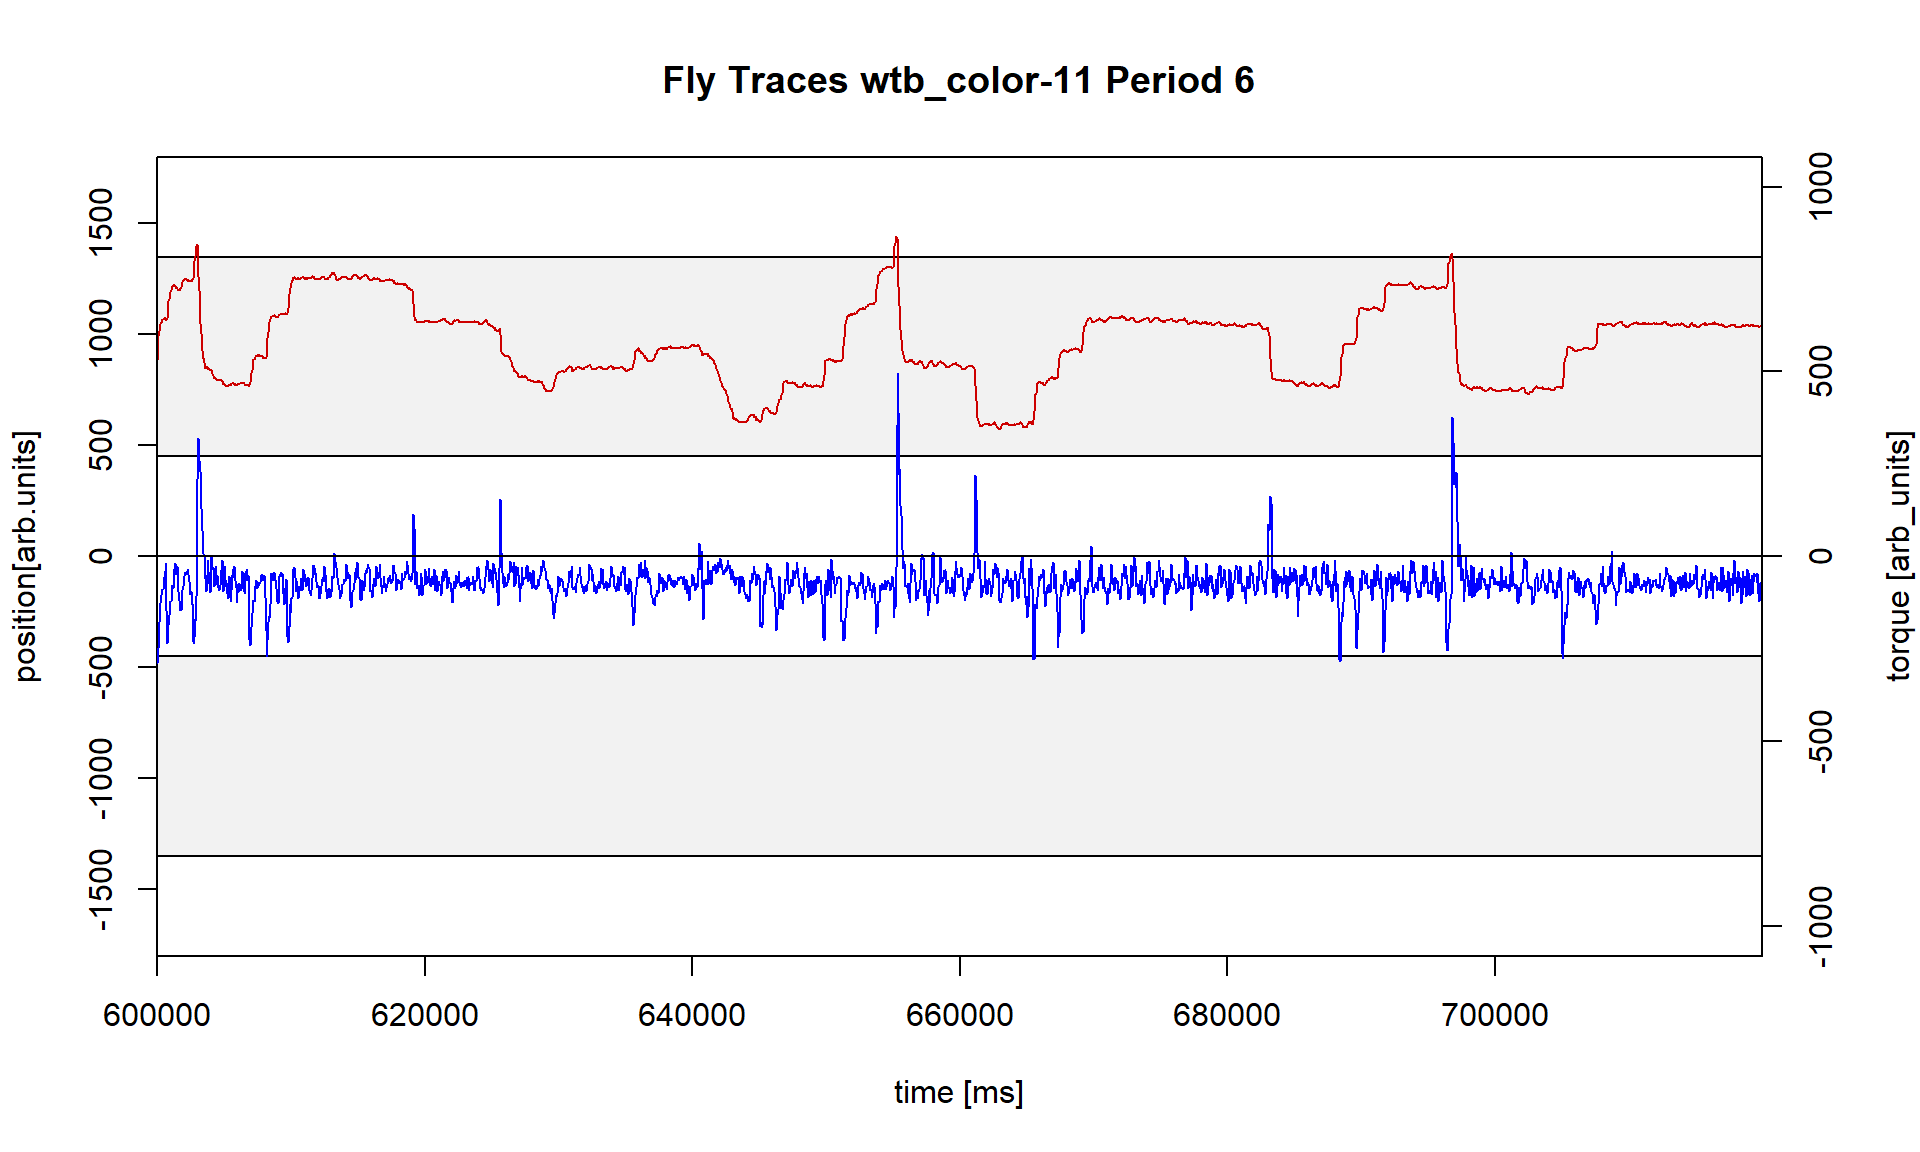 Fly Traces wtb_color-11 Period 6
position[arb.units]
1500
1000
500
0
-500
-1000
-1500
1000
500
0
-500
-1000
torque [arb_units]
600000 620000 640000 660000 680000 700000
time [ms]